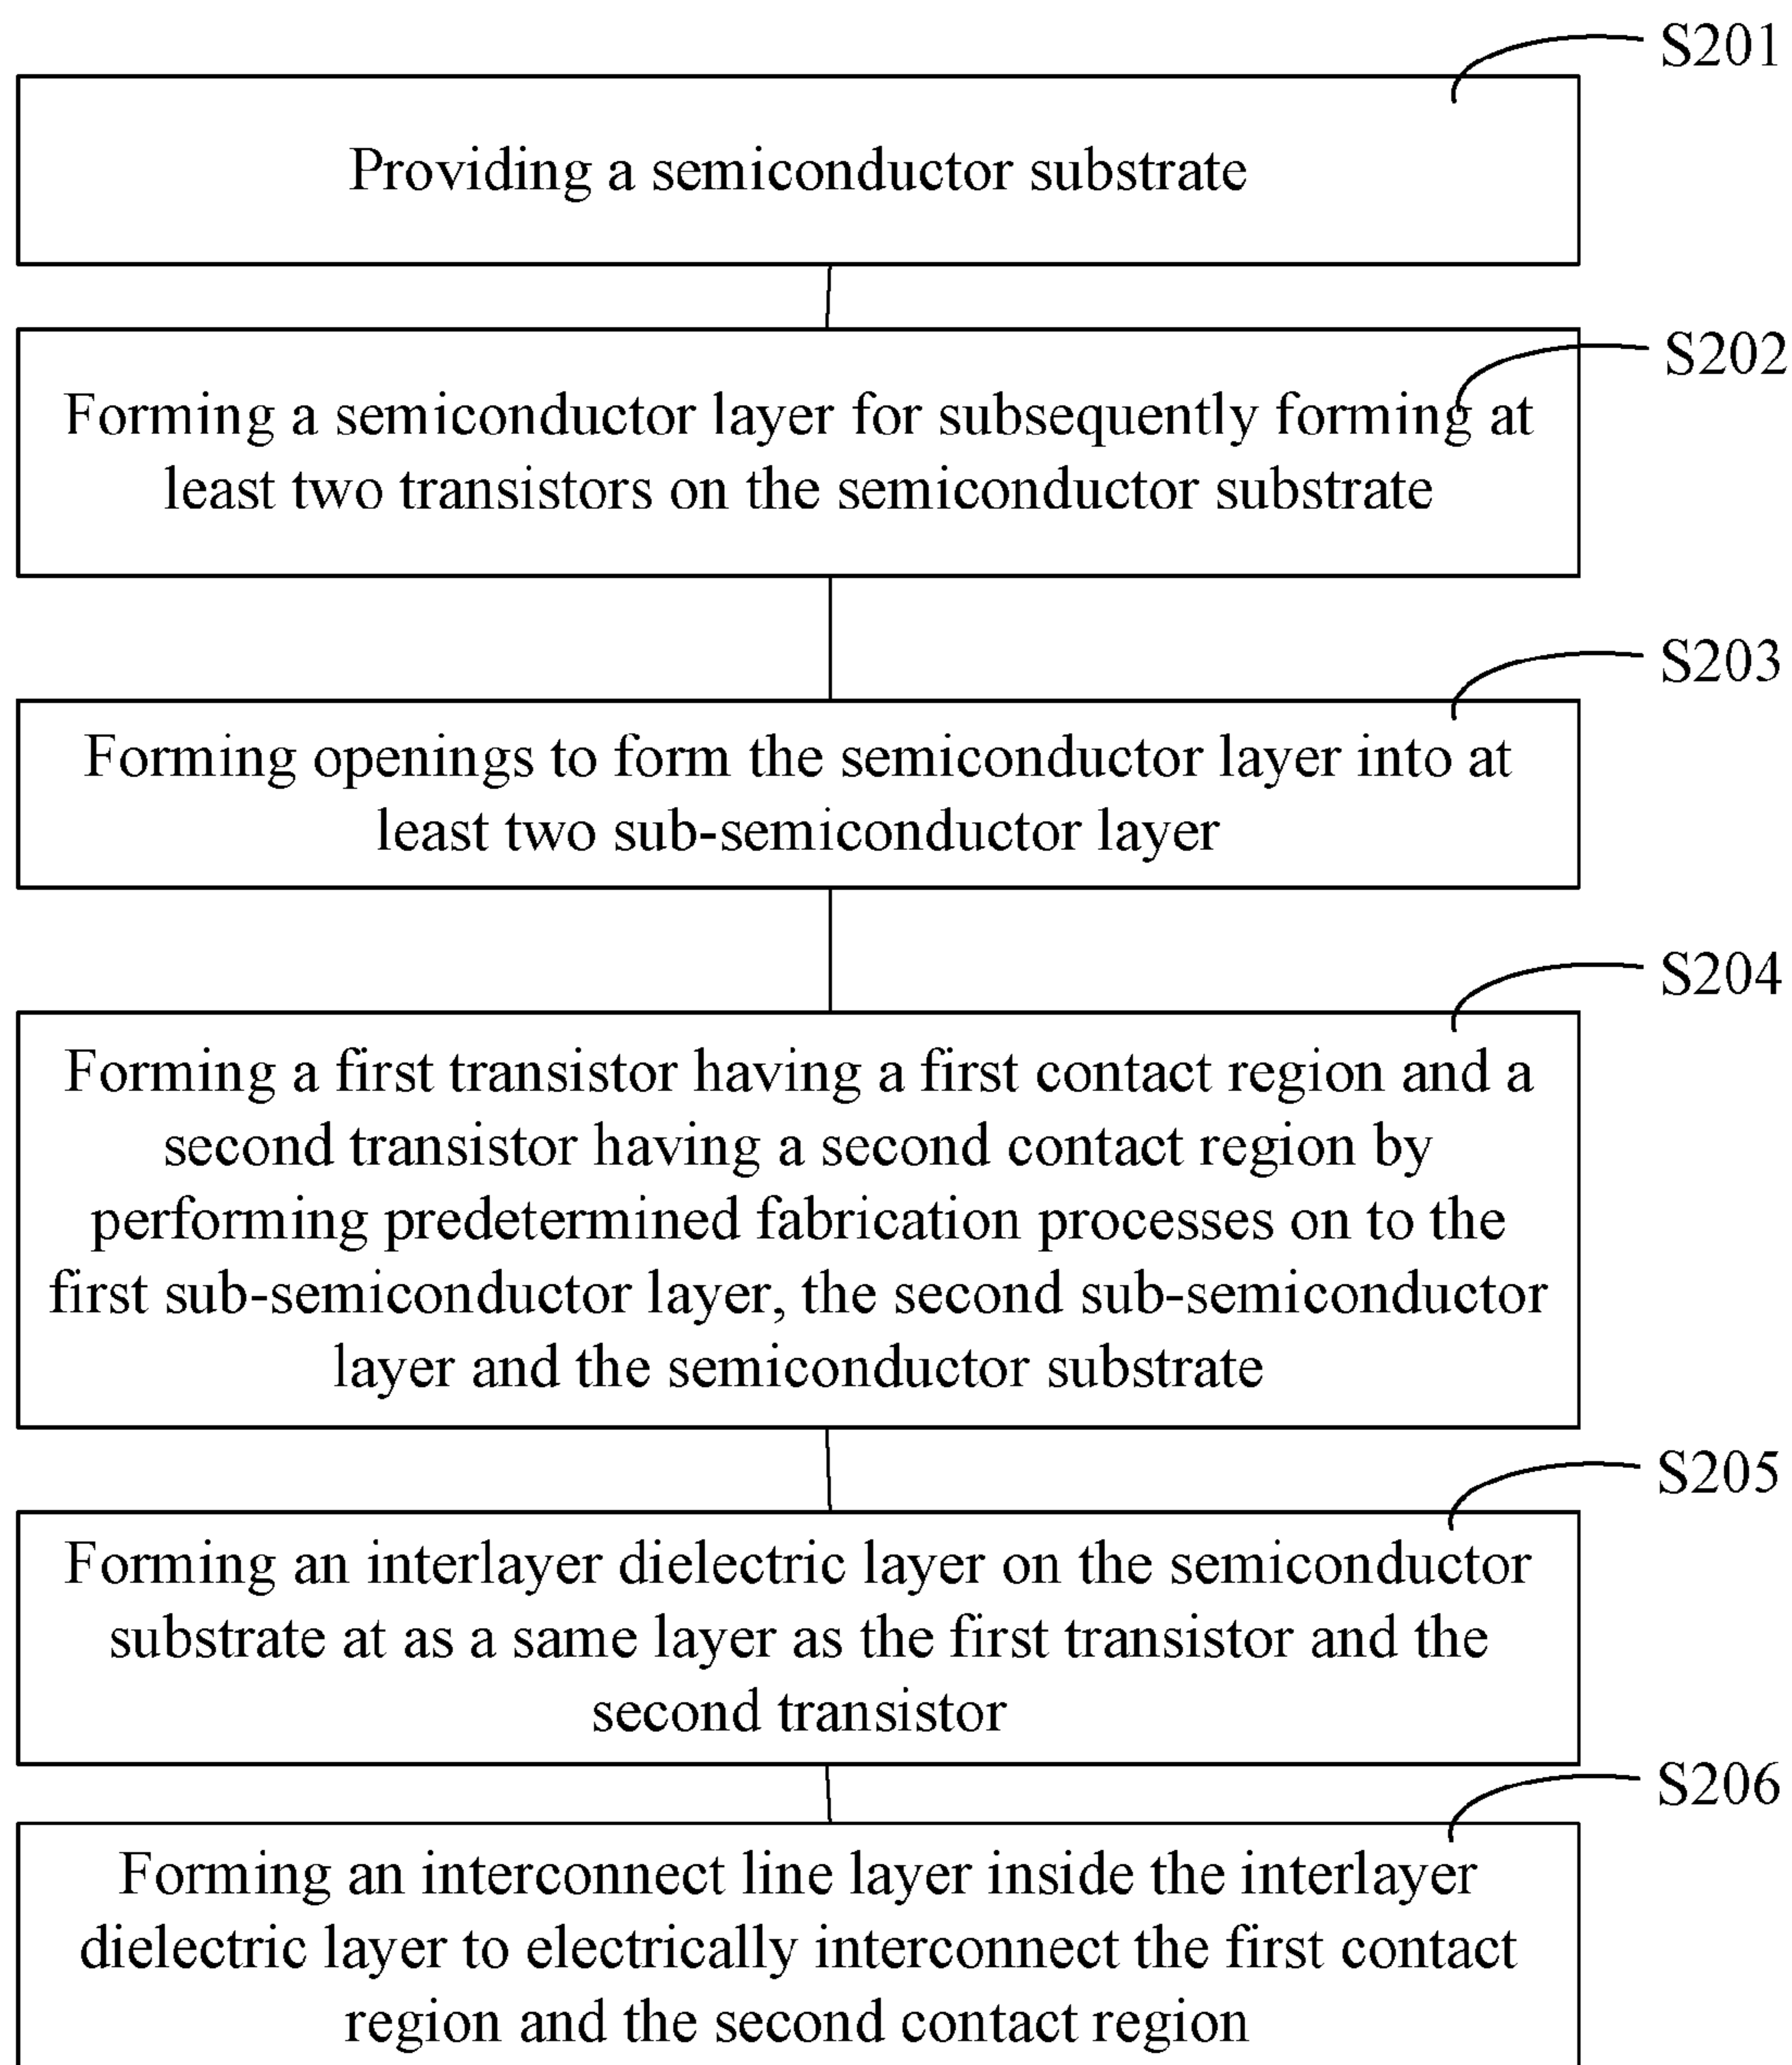 S201
Providing a semiconductor substrate
S202
Forming a semiconductor layer for subsequently forming at
least two transistors on the semiconductor substrate
S203
Forming openings to form the semiconductor layer into at
least two sub-semiconductor layer
S204
Forming a first transistor having a first contact region and a
second transistor having a second contact region by
performing predetermined fabrication processes on to the
first sub-semiconductor layer, the second sub-semiconductor
layer and the semiconductor substrate
S205
Forming an interlayer dielectric layer on the semiconductor
substrate at as a same layer as the first transistor and the
second transistor
S206
Forming an interconnect line layer inside the interlayer
dielectric layer to electrically interconnect the first contact
region and the second contact region